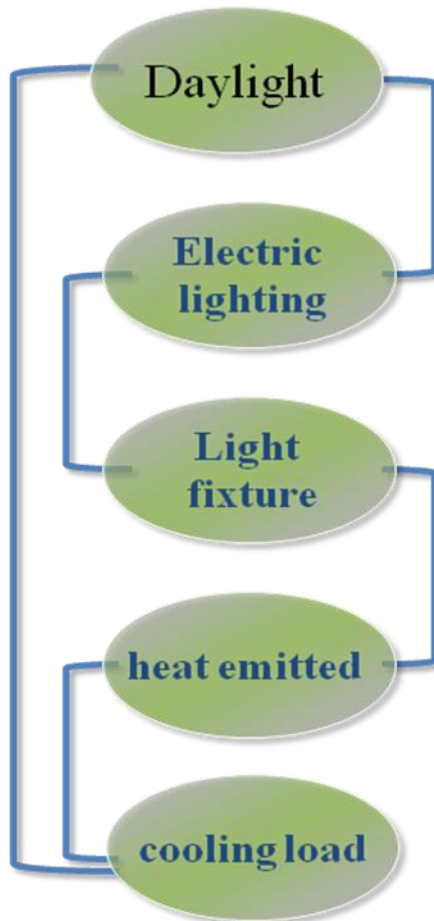 Daylight
Electric
lighting
Light
fixture
heat emitted
cooling load